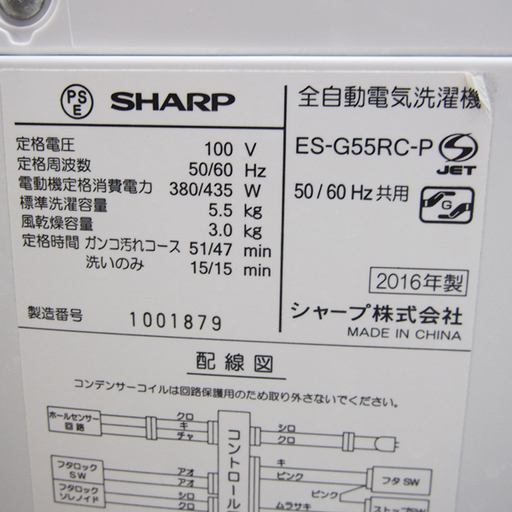 PS
E
SHARP
全自動電気洗濯機
定格電圧 100 V
定格周波数 50/60 Hz
電動機定格消費電力 380/435 W
標準洗濯容量 5.5 kg
風乾燥容量 3.0 kg
定格時間 ガンコ汚れコース 51/47 min
洗いのみ 15/15 min
製造番号 1001879
ES-G55RC-P
S
JET
50/60 Hz 共用
G
2016年製
シャープ株式会社
MADE IN CHINA
配線図
コンデンサーコイルは回路保護用のため取り外さないでください。
ホールセンサー
回路
クロ
キ
チャ
コントロール
シロ
クロ
フタロック
SW
アオ
フタロック
ソレノイド
アオ
シロ
クロ
キ
ピンク
フタSW
ピンク
ムラサキ
ストップSW